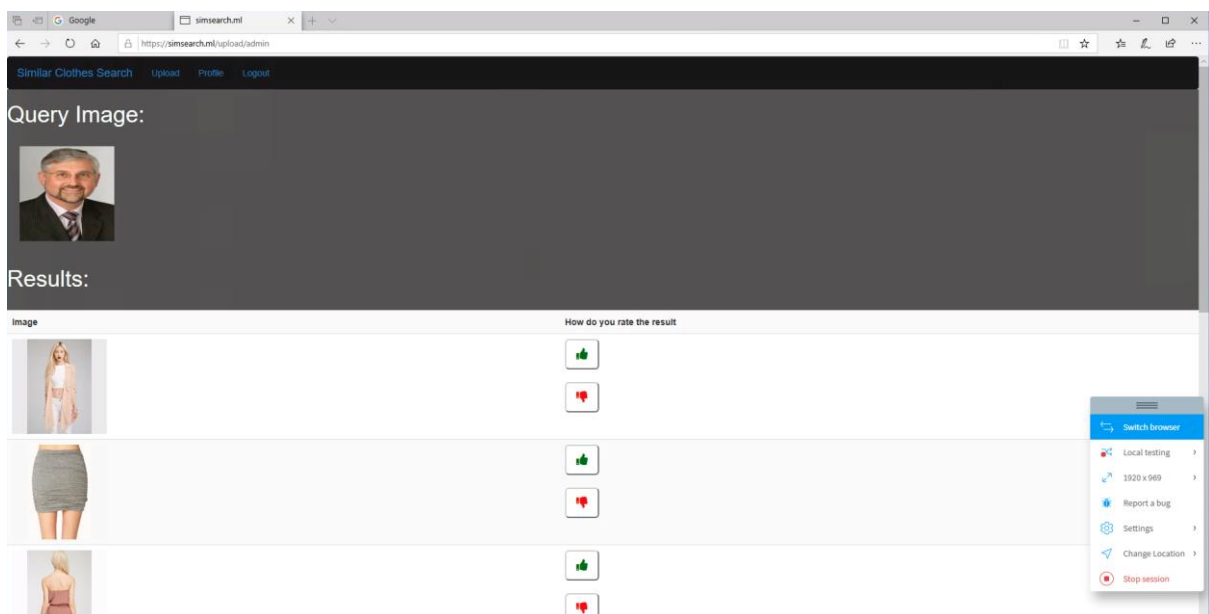 Google
simsearch.ml
https://simsearch.ml/upload/admin
Similar Clothes Search Upload Profile Logout
Query Image:
Results:
Image How do you rate the result
Switch browser
Local testing
1920 x 969
Report a bug
Settings
Change Location
Stop session